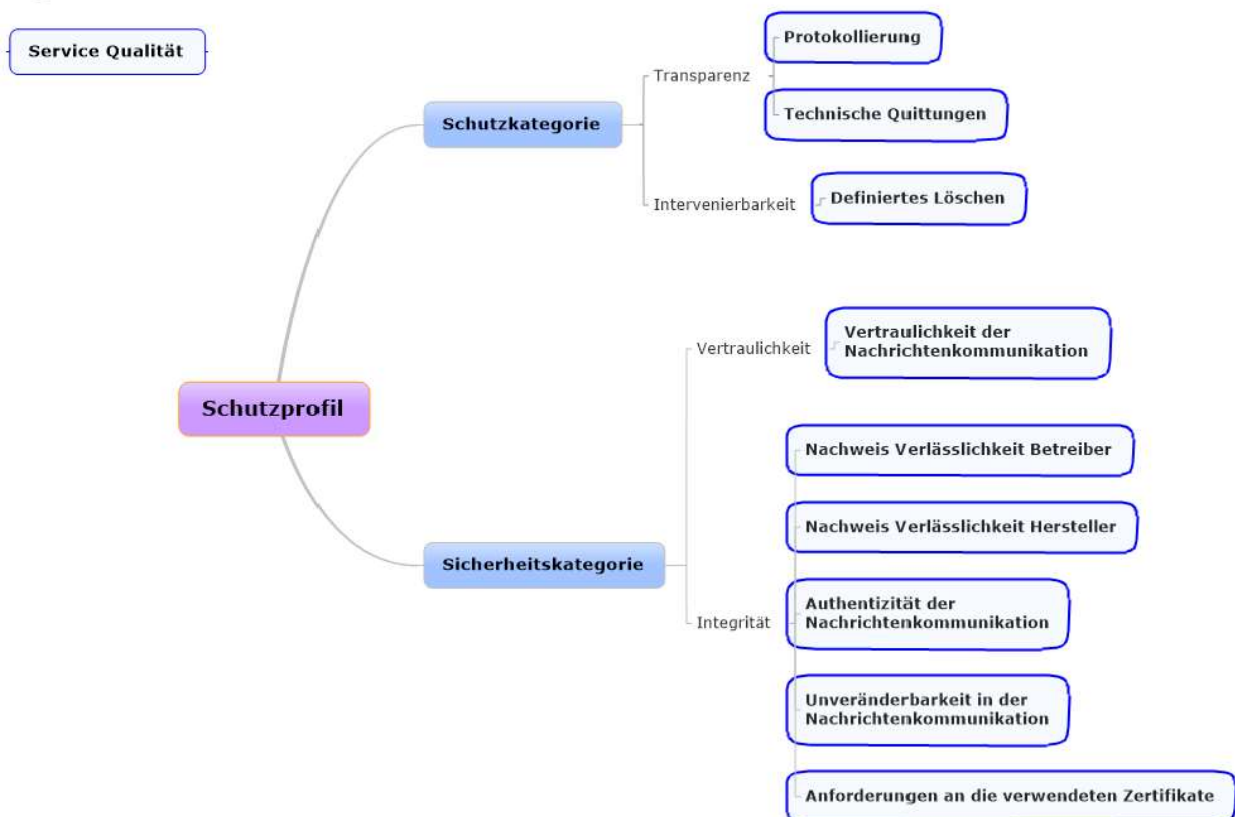 Service Qualität
Protokollierung
Transparenz
Technische Quittungen
Schutzkategorie
Intervenierbarkeit
Definiertes Löschen
Vertraulichkeit
Vertraulichkeit der
Nachrichtenkommunikation
Schutzprofil
Nachweis Verlässlichkeit Betreiber
Nachweis Verlässlichkeit Hersteller
Sicherheitskategorie
Integrität
Authentizität der
Nachrichtenkommunikation
Unveränderbarkeit in der
Nachrichtenkommunikation
Anforderungen an die verwendeten Zertifikate